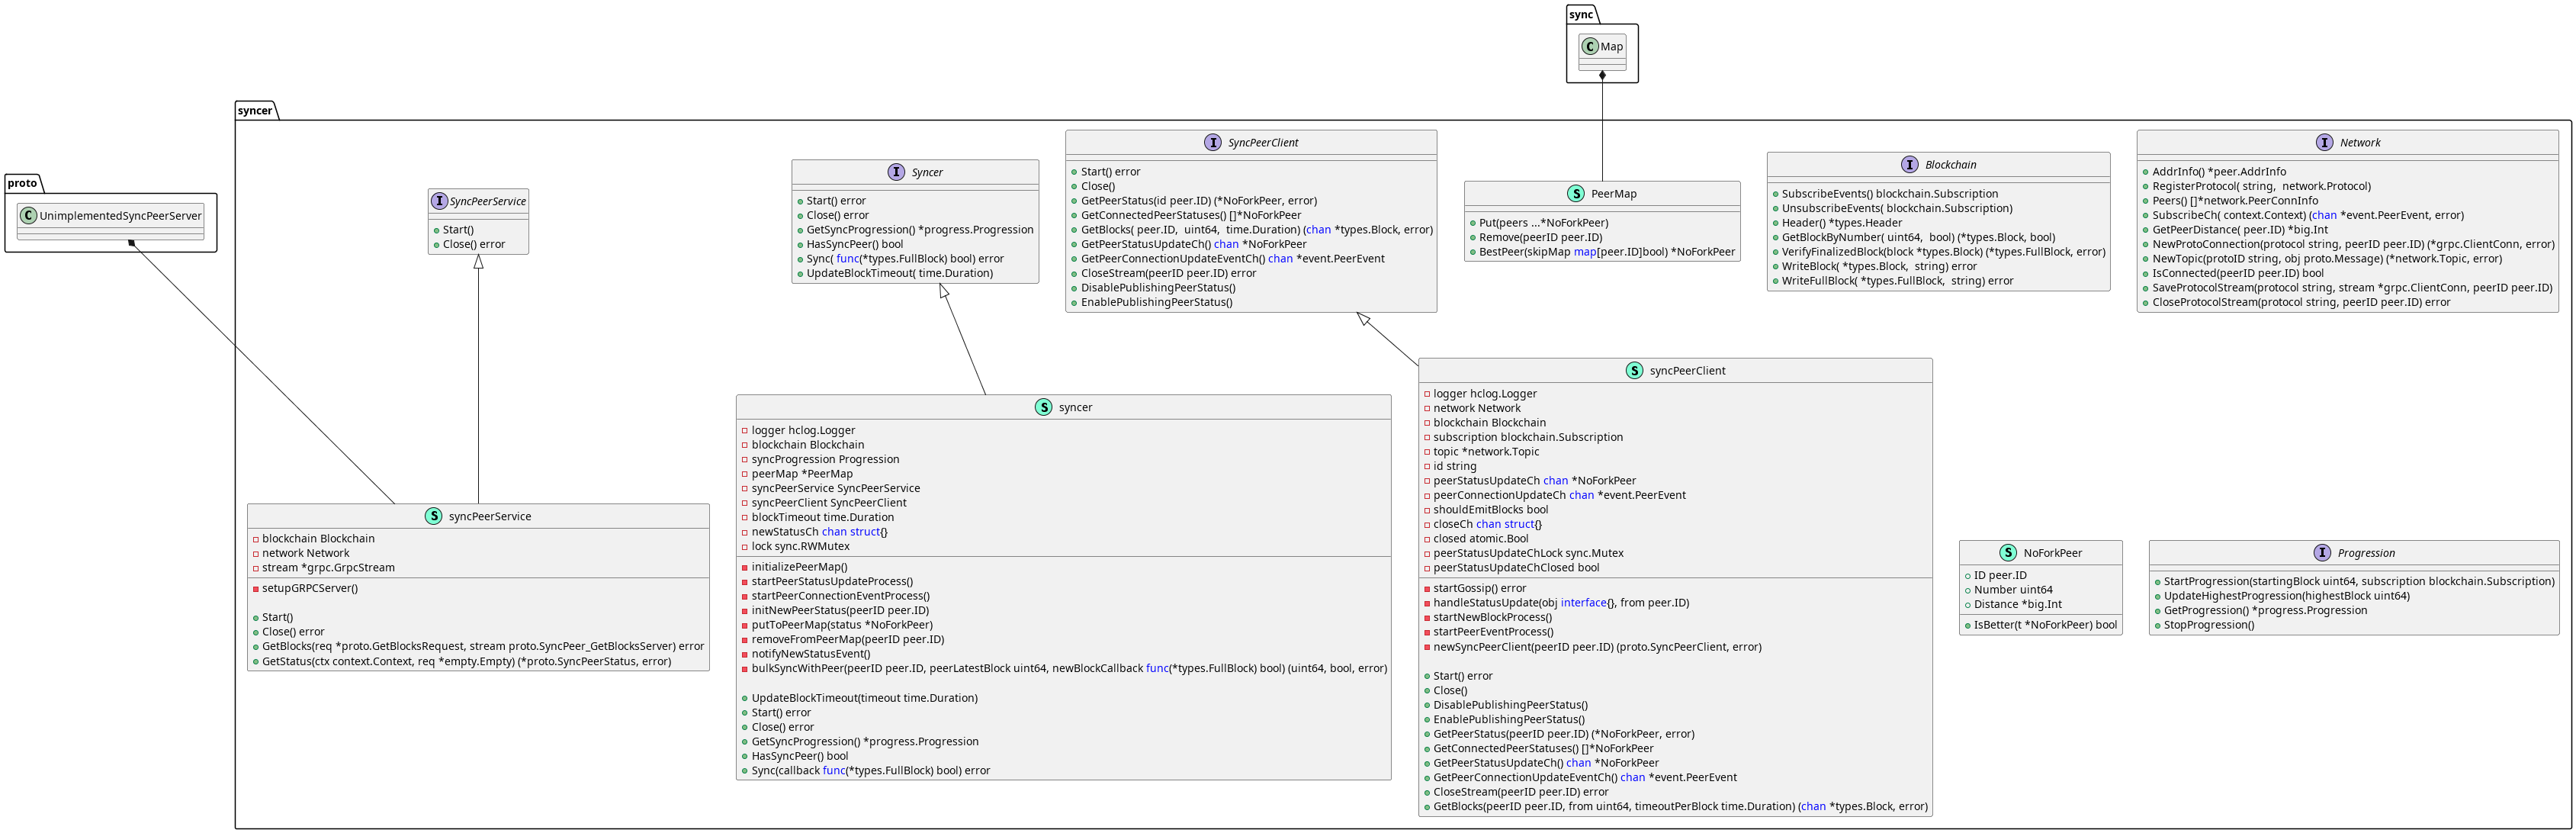 sync
C Map
syncer
proto
C UnimplementedSyncPeerServer
I SyncPeerService
Start()
Close() error
I Syncer
Start() error
Close() error
GetSyncProgression() *progress.Progression
HasSyncPeer() bool
Sync( func(*types.FullBlock) bool) error
UpdateBlockTimeout( time.Duration)
I SyncPeerClient
Start() error
Close()
GetPeerStatus(id peer.ID) (*NoForkPeer, error)
GetConnectedPeerStatuses() []*NoForkPeer
GetBlocks( peer.ID,  uint64,  time.Duration) (chan *types.Block, error)
GetPeerStatusUpdateCh() chan *NoForkPeer
GetPeerConnectionUpdateEventCh() chan *event.PeerEvent
CloseStream(peerID peer.ID) error
DisablePublishingPeerStatus()
EnablePublishingPeerStatus()
S PeerMap
Put(peers ...*NoForkPeer)
Remove(peerID peer.ID)
BestPeer(skipMap map[peer.ID]bool) *NoForkPeer
I Blockchain
SubscribeEvents() blockchain.Subscription
UnsubscribeEvents( blockchain.Subscription)
Header() *types.Header
GetBlockByNumber( uint64,  bool) (*types.Block, bool)
VerifyFinalizedBlock(block *types.Block) (*types.FullBlock, error)
WriteBlock( *types.Block,  string) error
WriteFullBlock( *types.FullBlock,  string) error
I Network
AddrInfo() *peer.AddrInfo
RegisterProtocol( string,  network.Protocol)
Peers() []*network.PeerConnInfo
SubscribeCh( context.Context) (chan *event.PeerEvent, error)
GetPeerDistance( peer.ID) *big.Int
NewProtoConnection(protocol string, peerID peer.ID) (*grpc.ClientConn, error)
NewTopic(protoID string, obj proto.Message) (*network.Topic, error)
IsConnected(peerID peer.ID) bool
SaveProtocolStream(protocol string, stream *grpc.ClientConn, peerID peer.ID)
CloseProtocolStream(protocol string, peerID peer.ID) error
S syncPeerService
blockchain Blockchain
network Network
stream *grpc.GrpcStream
setupGRPCServer()
Start()
Close() error
GetBlocks(req *proto.GetBlocksRequest, stream proto.SyncPeer_GetBlocksServer) error
GetStatus(ctx context.Context, req *empty.Empty) (*proto.SyncPeerStatus, error)
S syncer
logger hclog.Logger
blockchain Blockchain
syncProgression Progression
peerMap *PeerMap
syncPeerService SyncPeerService
syncPeerClient SyncPeerClient
blockTimeout time.Duration
newStatusCh chan struct{}
lock sync.RWMutex
initializePeerMap()
startPeerStatusUpdateProcess()
startPeerConnectionEventProcess()
initNewPeerStatus(peerID peer.ID)
putToPeerMap(status *NoForkPeer)
removeFromPeerMap(peerID peer.ID)
notifyNewStatusEvent()
bulkSyncWithPeer(peerID peer.ID, peerLatestBlock uint64, newBlockCallback func(*types.FullBlock) bool) (uint64, bool, error)
UpdateBlockTimeout(timeout time.Duration)
Start() error
Close() error
GetSyncProgression() *progress.Progression
HasSyncPeer() bool
Sync(callback func(*types.FullBlock) bool) error
S syncPeerClient
logger hclog.Logger
network Network
blockchain Blockchain
subscription blockchain.Subscription
topic *network.Topic
id string
peerStatusUpdateCh chan *NoForkPeer
peerConnectionUpdateCh chan *event.PeerEvent
shouldEmitBlocks bool
closeCh chan struct{}
closed atomic.Bool
peerStatusUpdateChLock sync.Mutex
peerStatusUpdateChClosed bool
startGossip() error
handleStatusUpdate(obj interface{}, from peer.ID)
startNewBlockProcess()
startPeerEventProcess()
newSyncPeerClient(peerID peer.ID) (proto.SyncPeerClient, error)
Start() error
Close()
DisablePublishingPeerStatus()
EnablePublishingPeerStatus()
GetPeerStatus(peerID peer.ID) (*NoForkPeer, error)
GetConnectedPeerStatuses() []*NoForkPeer
GetPeerStatusUpdateCh() chan *NoForkPeer
GetPeerConnectionUpdateEventCh() chan *event.PeerEvent
CloseStream(peerID peer.ID) error
GetBlocks(peerID peer.ID, from uint64, timeoutPerBlock time.Duration) (chan *types.Block, error)
S NoForkPeer
ID peer.ID
Number uint64
Distance *big.Int
IsBetter(t *NoForkPeer) bool
I Progression
StartProgression(startingBlock uint64, subscription blockchain.Subscription)
UpdateHighestProgression(highestBlock uint64)
GetProgression() *progress.Progression
StopProgression()